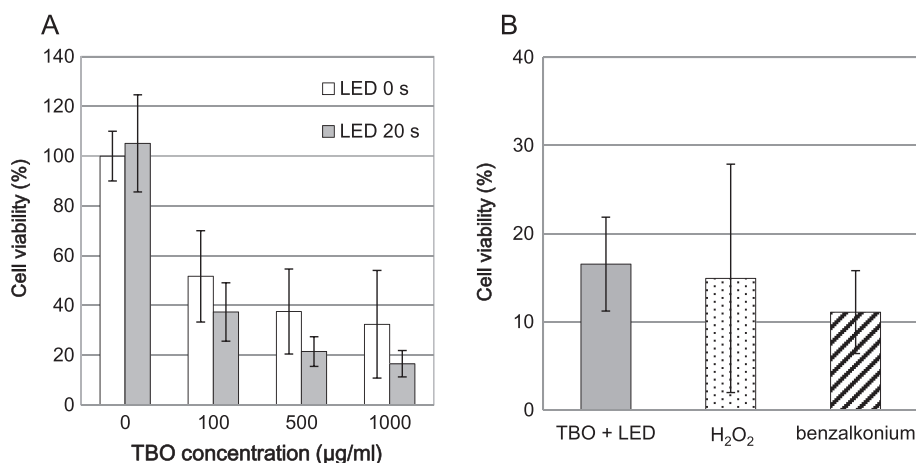 A
140
120
100
80
60
40
20
0
Cell viability (%)
LED 0 s
LED 20 s
0 100 500 1000
TBO concentration (µg/ml)
B
40
30
20
10
0
Cell viability (%)
TBO + LED H₂O₂ benzalkonium